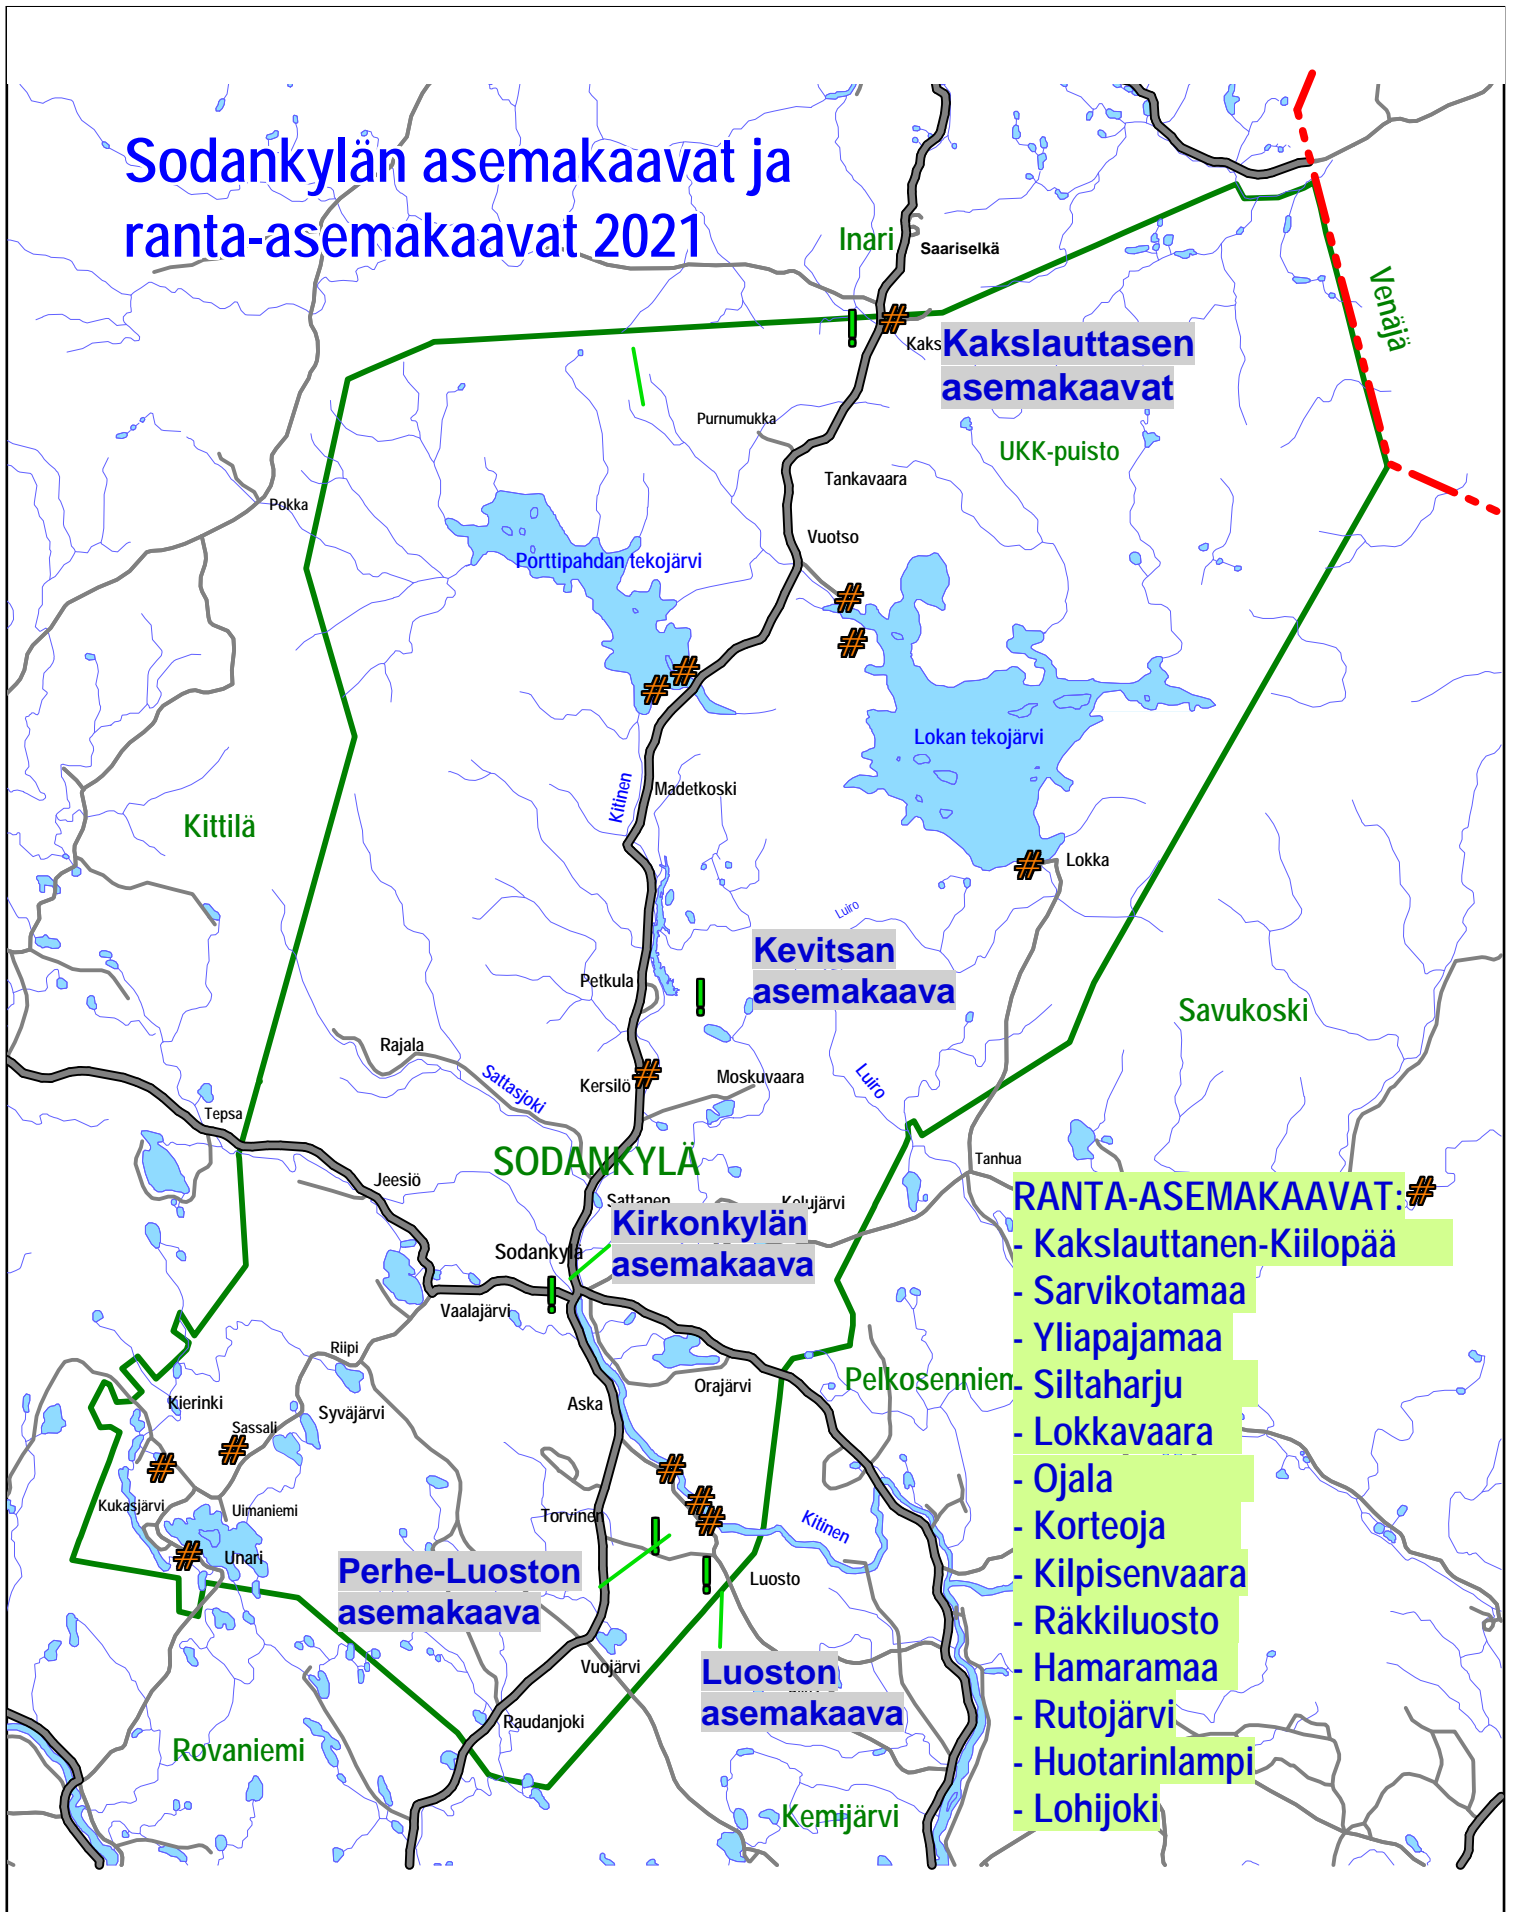 Sodankylän asemakaavat ja
ranta-asemakaavat 2021
Inari
Saariselkä
Venäjä
Kaks
Kakslauttasen
asemakaavat
Purnumukka
UKK-puisto
Tankavaara
Pokka
Vuotso
Porttipahdan tekojärvi
Lokan tekojärvi
Kitinen
Madetkoski
Kittilä
Lokka
Luiro
Kevitsan
asemakaava
Petkula
Savukoski
Rajala
Sattasjoki
Kersilö
Moskuvaara
Luiro
Tepsa
SODANKYLÄ
Tanhua
Jeesiö
Sattanen
Kelujärvi
Kirkonkylän
asemakaava
Sodankylä
Vaalajärvi
RANTA-ASEMAKAAVAT:
- Kakslauttanen-Kiilopää
- Sarvikotamaa
- Yliapajamaa
- Siltaharju
- Lokkavaara
- Ojala
- Korteoja
- Kilpisenvaara
- Räkkiluosto
- Hamaramaa
- Rutojärvi
- Huotarinlampi
- Lohijoki
Riipi
Orajärvi
Pelkosenniem
Kierinki
Syväjärvi
Aska
Sassali
Kukasjärvi
Uimaniemi
Torvinen
Kitinen
Unari
Perhe-Luoston
asemakaava
Luosto
Vuojärvi
Luoston
asemakaava
Raudanjoki
Rovaniemi
Kemijärvi